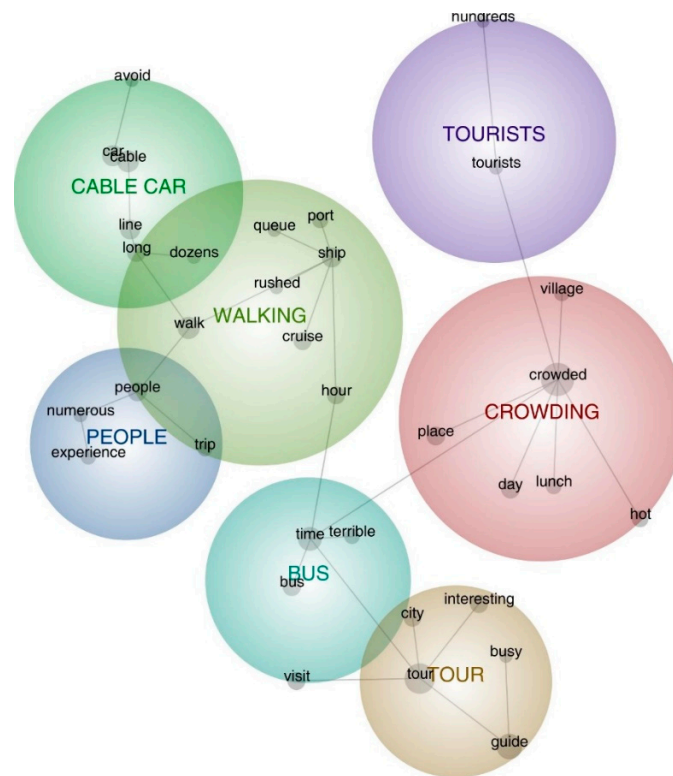 hundreds
avoid
TOURISTS
car
cable
tourists
CABLE CAR
line
port
queue
long
dozens
ship
rushed
village
walk
WALKING
cruise
crowded
people
hour
numerous
CROWDING
PEOPLE
place
experience
trip
day
lunch
hot
time
terrible
BUS
bus
city
interesting
busy
visit
tour
TOUR
guide